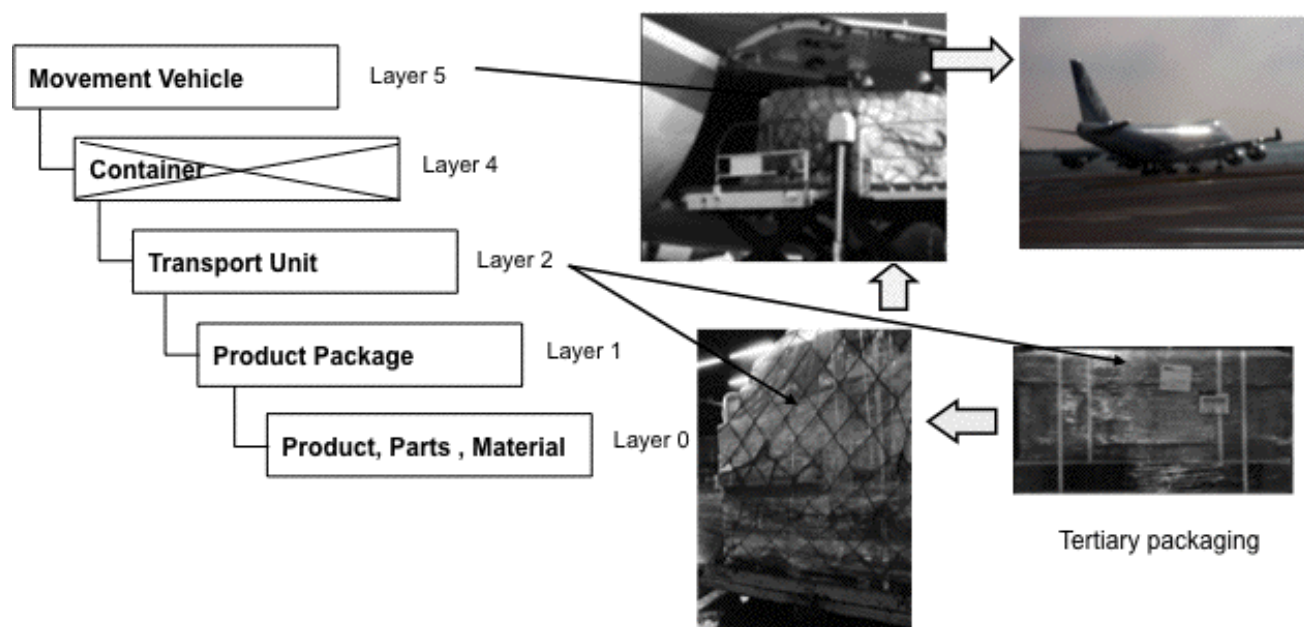 Movement Vehicle
Layer 5
Container
Layer 4
Transport Unit
Layer 2
Product Package
Layer 1
Product, Parts , Material
Layer 0
Tertiary packaging